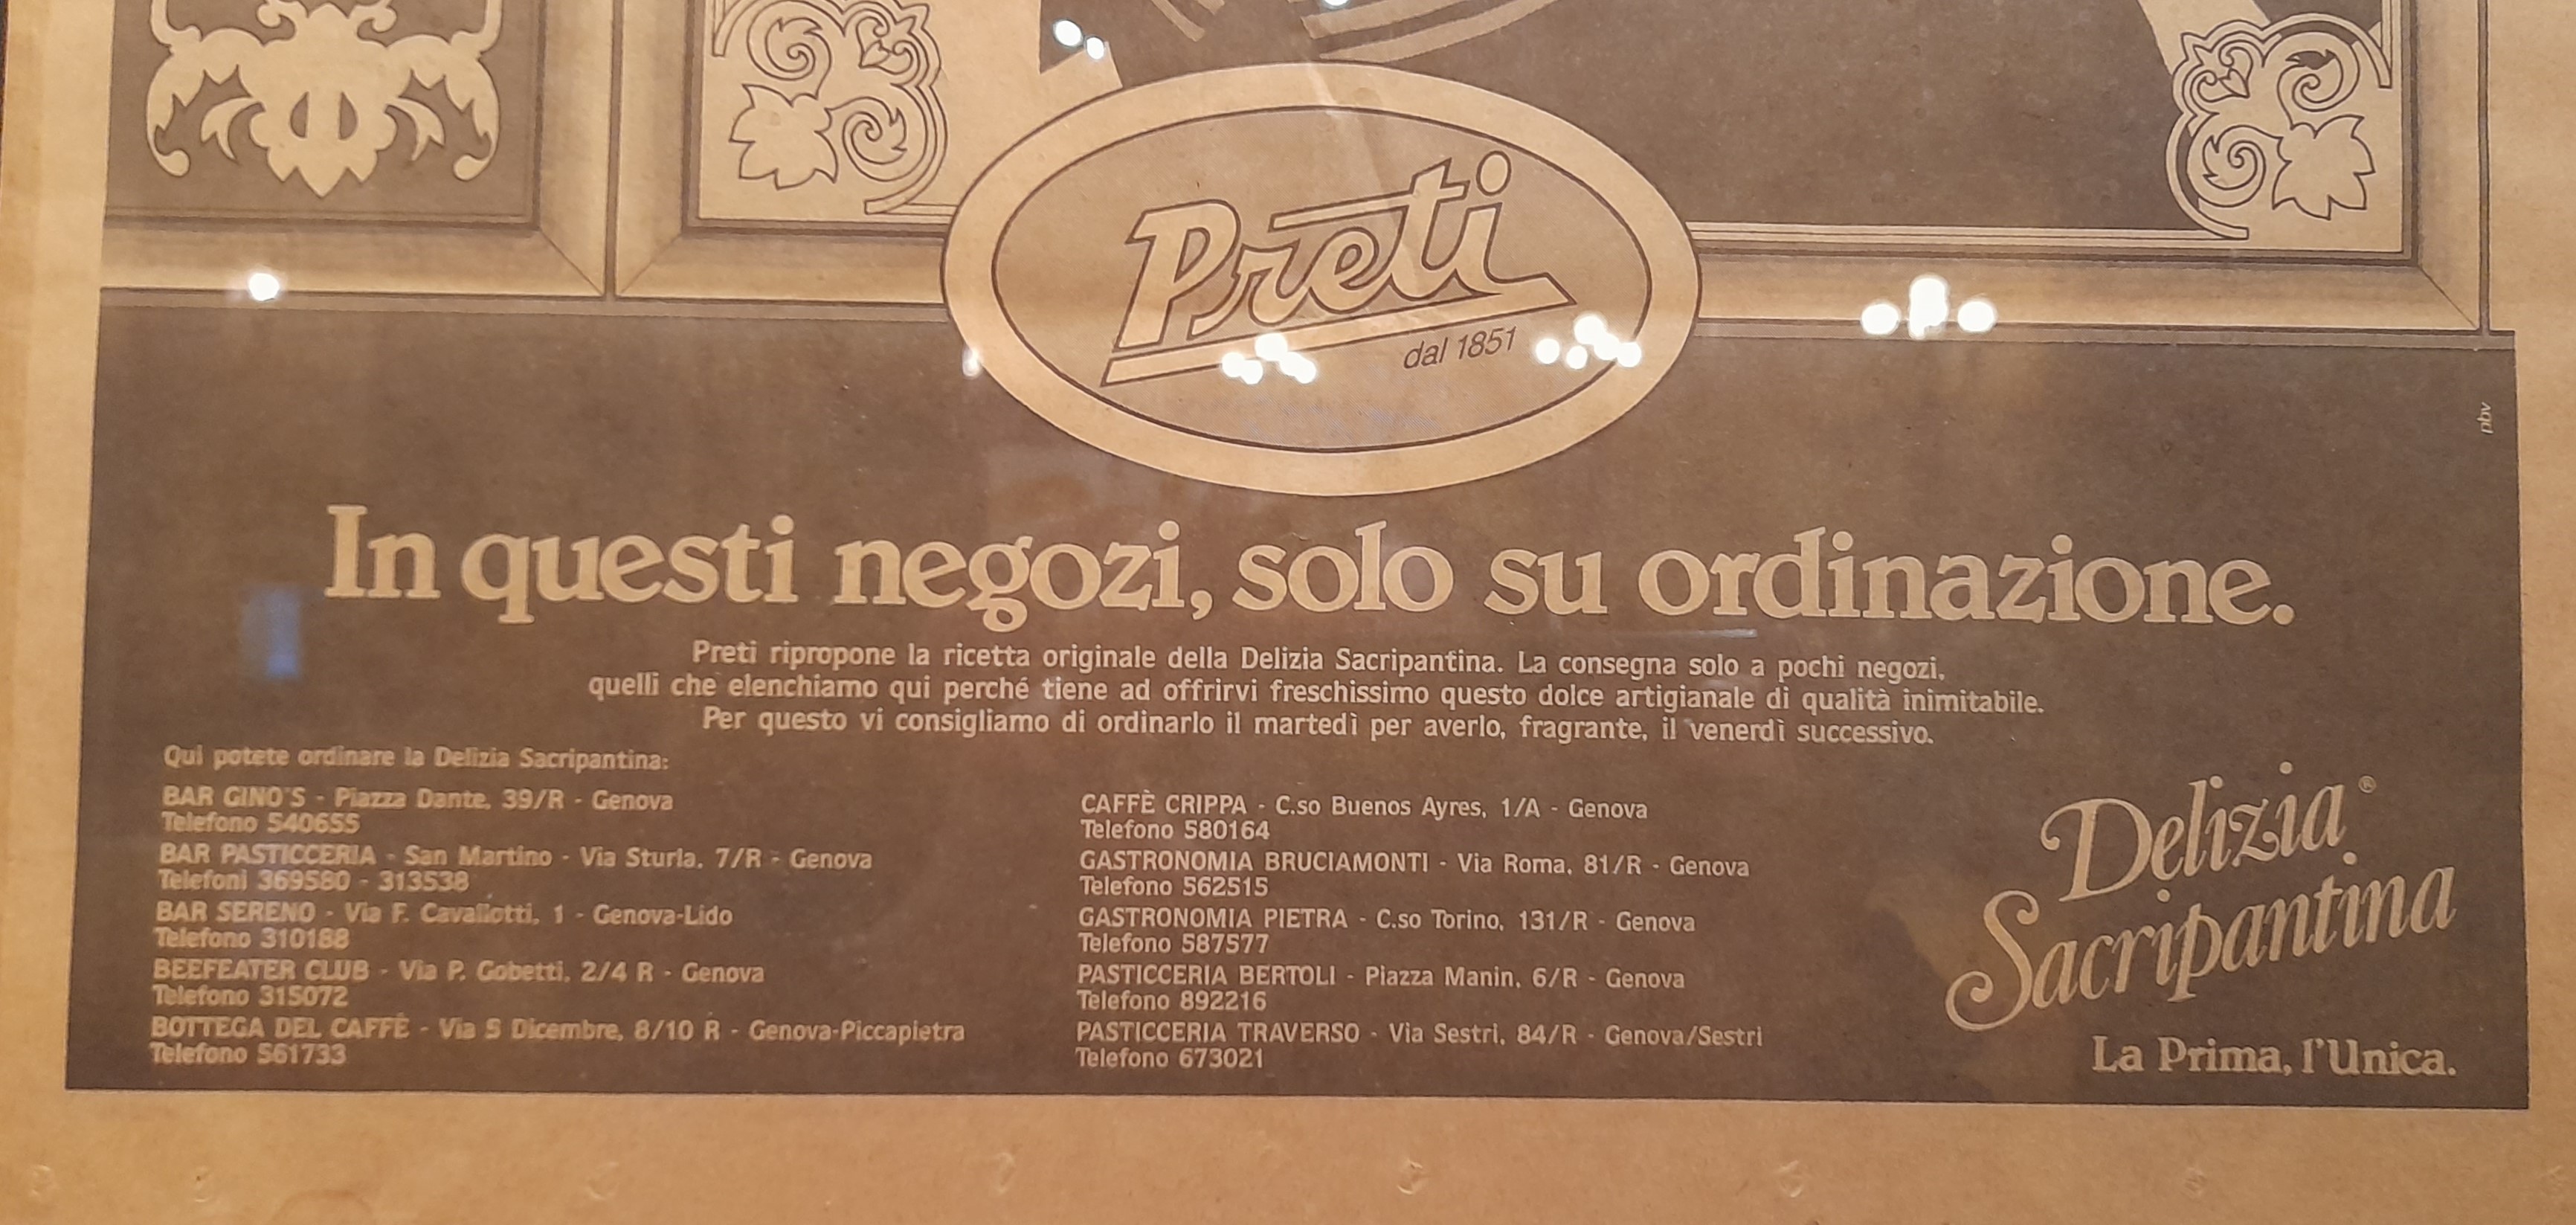 Preti
dal 1851
pbv
In questi negozi, solo su ordinazione.
Preti ripropone la ricetta originale della Delizia Sacripantina. La consegna solo a pochi negozi,
quelli che elenchiamo qui perché tiene ad offrirvi freschissimo questo dolce artigianale di qualità inimitabile.
Per questo vi consigliamo di ordinarlo il martedì per averlo, fragrante, il venerdì successivo.
Qui potete ordinare la Delizia Sacripantina:
BAR GINO'S - Piazza Dante, 39/R - Genova
Telefono 540655
BAR PASTICCERIA - San Martino - Via Sturla, 7/R - Genova
Telefoni 369580 - 313538
BAR SERENO - Via F. Cavallotti, 1 - Genova-Lido
Telefono 310188
BEEFEATER CLUB - Via P. Gobetti, 2/4 R - Genova
Telefono 315072
BOTTEGA DEL CAFFÈ - Via 5 Dicembre, 8/10 R - Genova-Piccapietra
Telefono 561733
CAFFÈ CRIPPA - C.so Buenos Ayres, 1/A - Genova
Telefono 580164
GASTRONOMIA BRUCIAMONTI - Via Roma, 81/R - Genova
Telefono 562515
GASTRONOMIA PIETRA - C.so Torino, 131/R - Genova
Telefono 587577
PASTICCERIA BERTOLI - Piazza Manin, 6/R - Genova
Telefono 892216
PASTICCERIA TRAVERSO - Via Sestri, 84/R - Genova/Sestri
Telefono 673021
Delizia®
Sacripantina
La Prima, l'Unica.